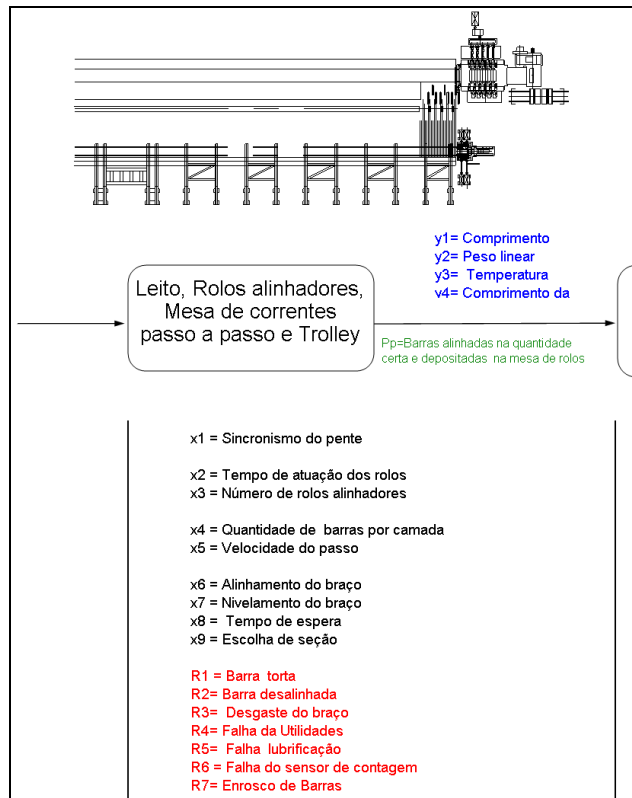 y1= Comprimento
y2= Peso linear
y3= Temperatura
y4= Comprimento da
Leito, Rolos alinhadores,
Mesa de correntes
passo a passo e Trolley
Pp=Barras alinhadas na quantidade
certa e depositadas na mesa de rolos
x1 = Sincronismo do pente
x2 = Tempo de atuação dos rolos
x3 = Número de rolos alinhadores
x4 = Quantidade de barras por camada
x5 = Velocidade do passo
x6 = Alinhamento do braço
x7 = Nivelamento do braço
x8 = Tempo de espera
x9 = Escolha de seção
R1 = Barra torta
R2= Barra desalinhada
R3= Desgaste do braço
R4= Falha da Utilidades
R5= Falha lubrificação
R6 = Falha do sensor de contagem
R7= Enrosco de Barras